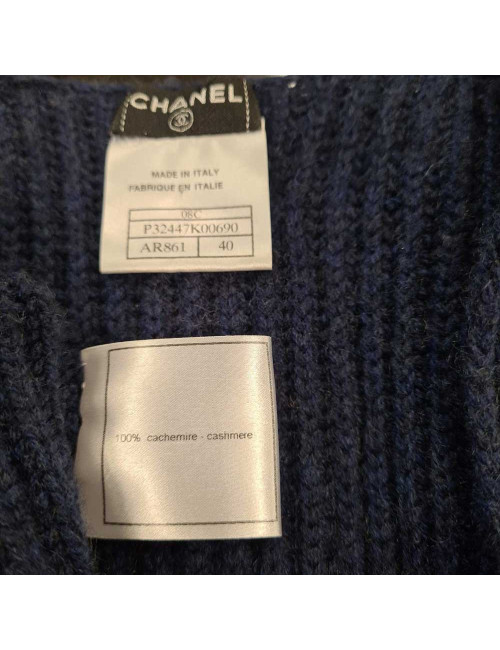 CHANEL
MADE IN ITALY
FABRIQUE EN ITALIE
08C
P32447K00690
AR861 40
100% cachemire - cashmere